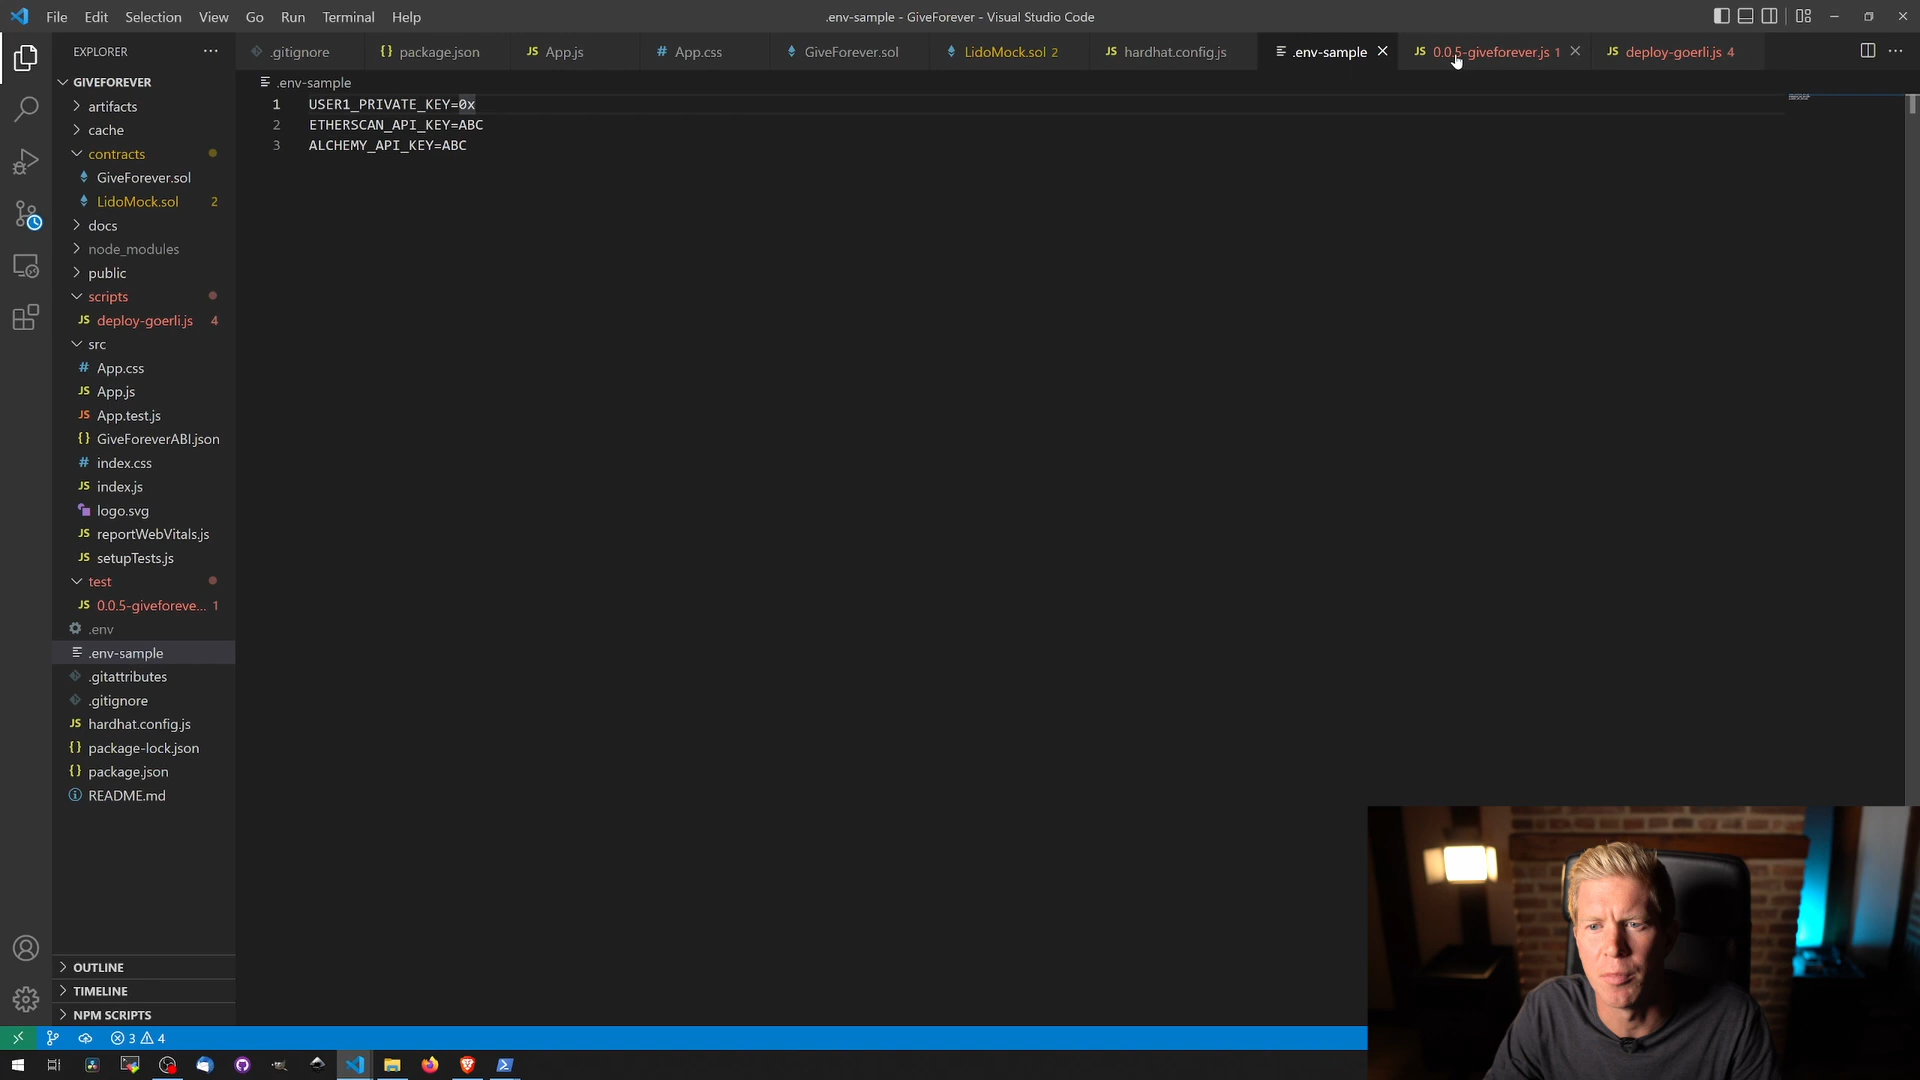 File Edit Selection View Go Run Terminal Help
.env-sample - GiveForever - Visual Studio Code
EXPLORER
.gitignore
package.json
App.js
App.css
GiveForever.sol
LidoMock.sol 2
hardhat.config.js
.env-sample
0.0.5-giveforever.js 1
deploy-goerli.js 4
GIVEFOREVER
artifacts
cache
contracts
GiveForever.sol
LidoMock.sol 2
docs
node_modules
public
scripts
deploy-goerli.js 4
src
App.css
App.js
App.test.js
GiveForeverABI.json
index.css
index.js
logo.svg
reportWebVitals.js
setupTests.js
test
0.0.5-giveforeve... 1
.env
.env-sample
.gitattributes
.gitignore
hardhat.config.js
package-lock.json
package.json
README.md
OUTLINE
TIMELINE
NPM SCRIPTS
.env-sample
1 USER1_PRIVATE_KEY=0x
2 ETHERSCAN_API_KEY=ABC
3 ALCHEMY_API_KEY=ABC
3 4